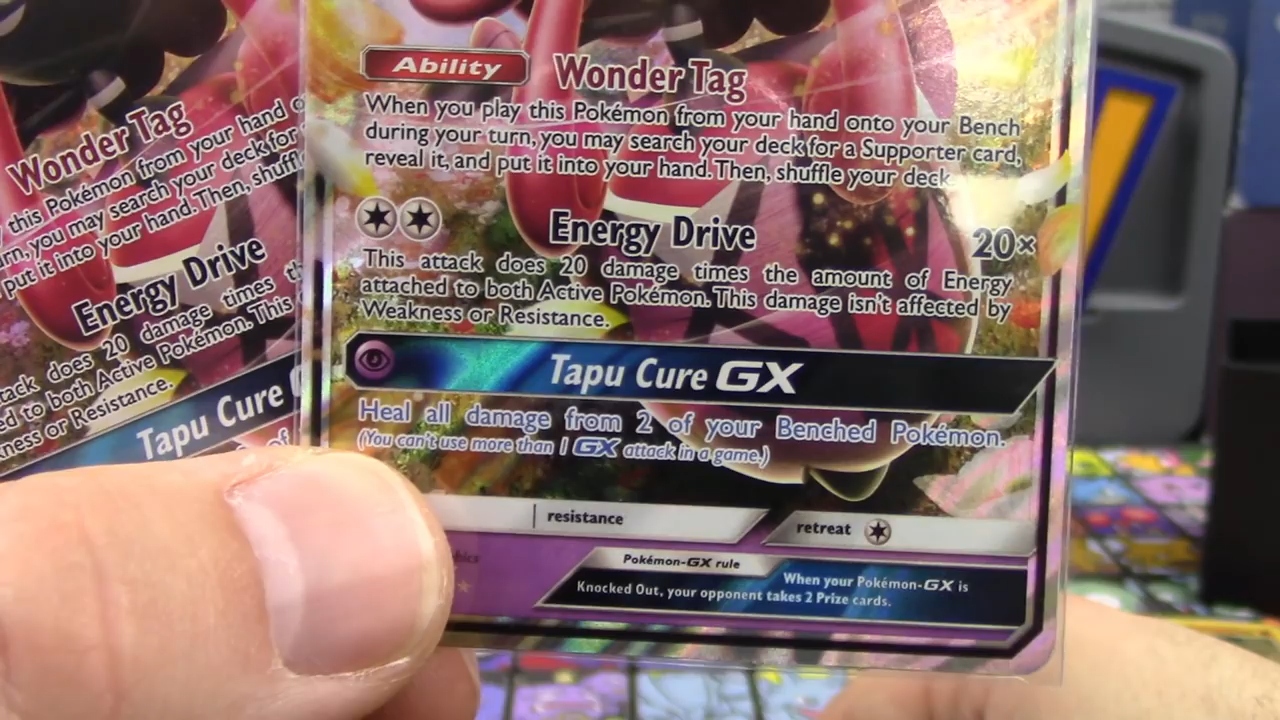 Wonder Tag
this Pokémon from your hand
you may search your deck for
put it into your hand. Then, shuffle
Energy Drive
does 20 damage times
to both Active Pokémon. This
or Resistance.
Tapu Cure
of
Ability Wonder Tag
When you play this Pokémon from your hand onto your Bench
during your turn, you may search your deck for a Supporter card,
reveal it, and put it into your hand. Then, shuffle your deck
Energy Drive 20×
This attack does 20 damage times the amount of Energy
attached to both Active Pokémon. This damage isn't affected by
Weakness or Resistance.
Tapu Cure GX
Heal all damage from 2 of your Benched Pokémon.
(You can't use more than 1 GX attack in a game.)
resistance retreat
Pokémon-GX rule
When your Pokémon-GX is
Knocked Out, your opponent takes 2 Prize cards.